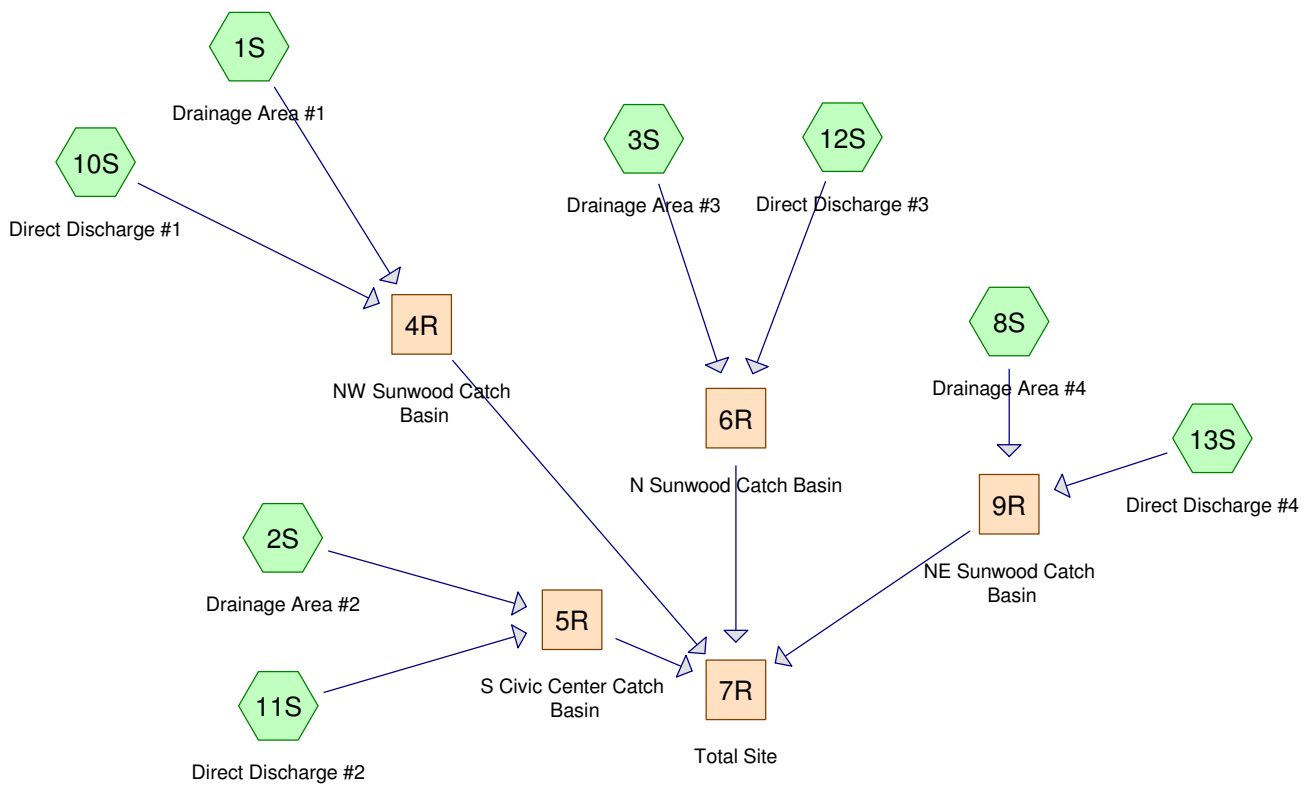 1S
Drainage Area #1
10S
Direct Discharge #1
3S
Drainage Area #3
12S
Direct Discharge #3
4R
NW Sunwood Catch
Basin
8S
Drainage Area #4
6R
N Sunwood Catch Basin
13S
Direct Discharge #4
9R
NE Sunwood Catch
Basin
2S
Drainage Area #2
5R
S Civic Center Catch
Basin
11S
Direct Discharge #2
7R
Total Site